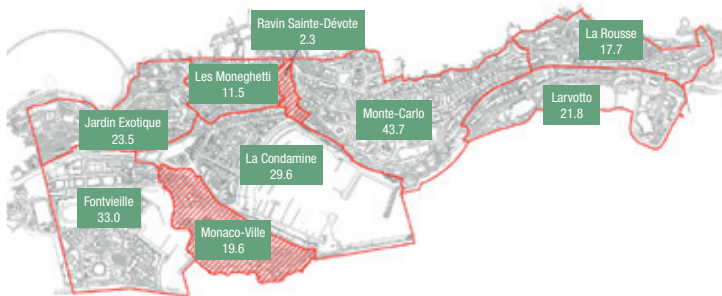 Ravin Sainte-Dévote
2.3
La Rousse
17.7
Les Moneghetti
11.5
Larvotto
21.8
Monte-Carlo
43.7
Jardin Exotique
23.5
La Condamine
29.6
Fontvieille
33.0
Monaco-Ville
19.6